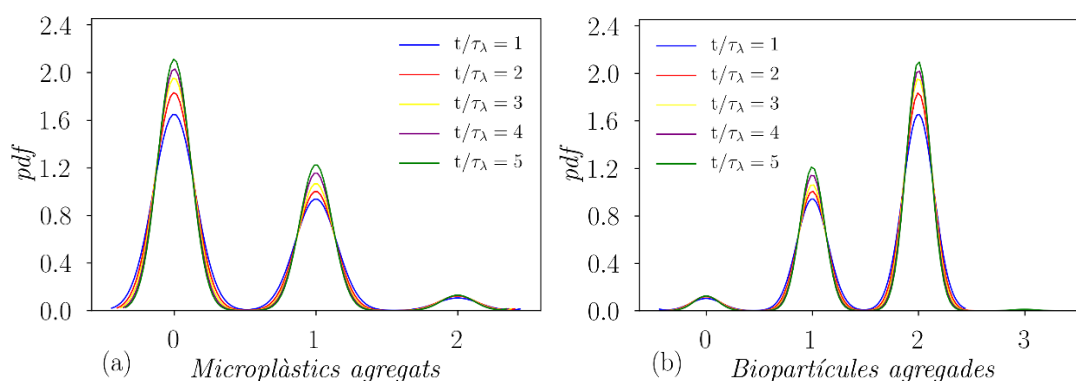 2.4
2.0
1.6
1.2
0.8
0.4
0.0
pdf
t/τλ = 1
t/τλ = 2
t/τλ = 3
t/τλ = 4
t/τλ = 5
0 1 2
(a) Microplàstics agregats
2.4
2.0
1.6
1.2
0.8
0.4
0.0
pdf
t/τλ = 1
t/τλ = 2
t/τλ = 3
t/τλ = 4
t/τλ = 5
0 1 2 3
(b) Biopartícules agregades